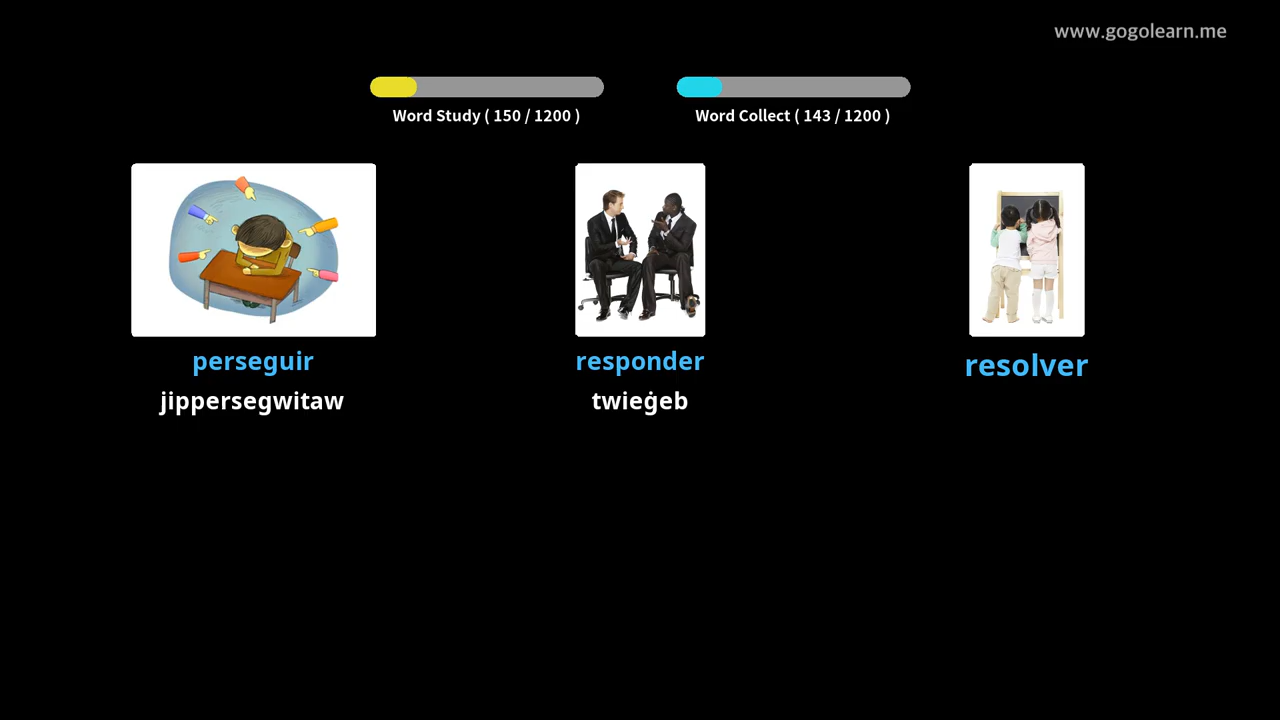 www.gogolearn.me
Word Study ( 150 / 1200 )
Word Collect ( 143 / 1200 )
perseguir
responder
resolver
jippersegwitaw
twieġeb